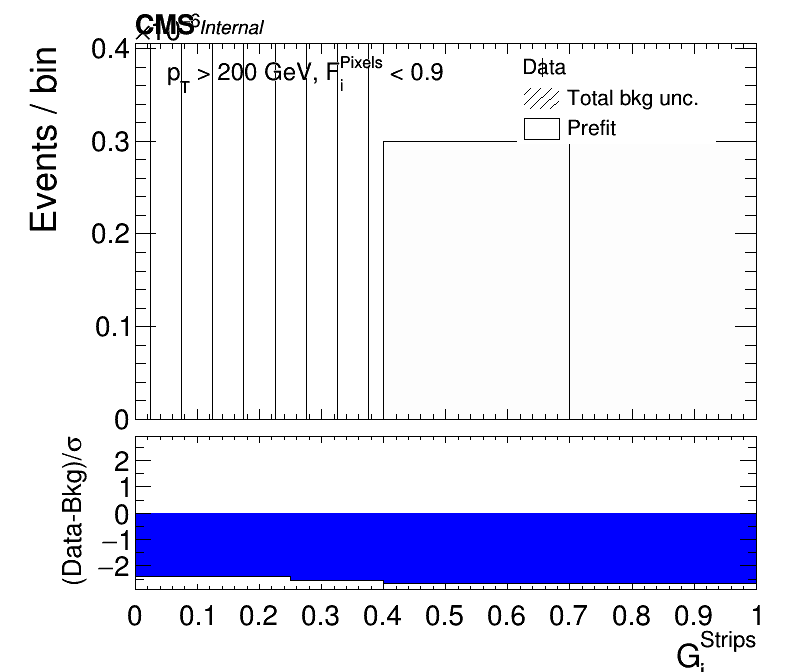 CMS Internal
×10⁻⁶
Events / bin
0.4
0.3
0.2
0.1
0
p_T > 200 GeV, F_i^Pixels < 0.9
Data
Total bkg unc.
Prefit
(Data-Bkg)/σ
2
1
0
−1
−2
0 0.1 0.2 0.3 0.4 0.5 0.6 0.7 0.8 0.9 1
G_i^Strips